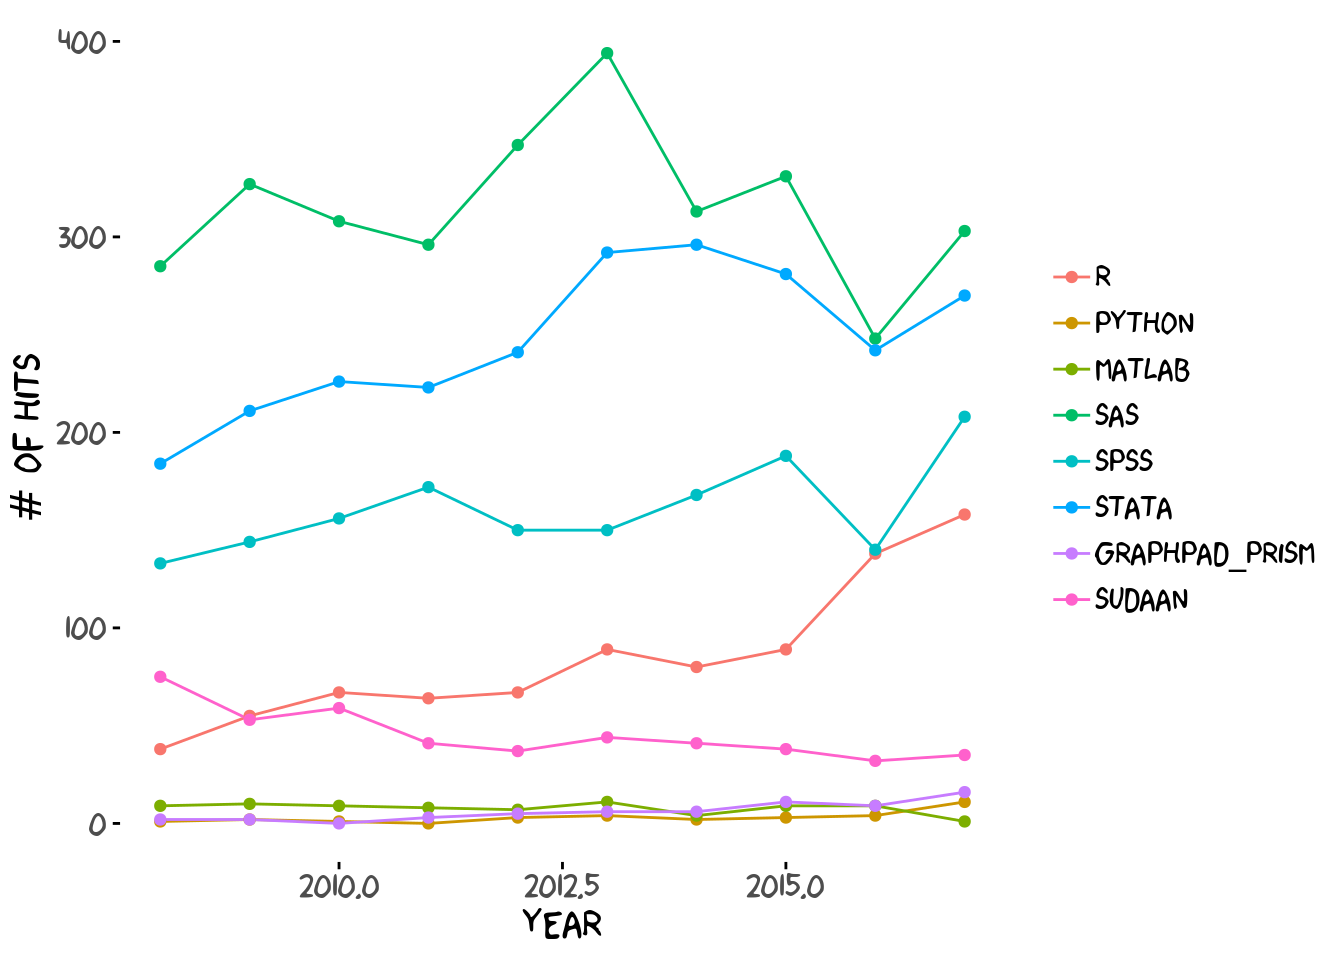 400
300
200
100
0
# OF HITS
2010.0
2012.5
2015.0
YEAR
R
PYTHON
MATLAB
SAS
SPSS
STATA
GRAPHPAD_PRISM
SUDAAN